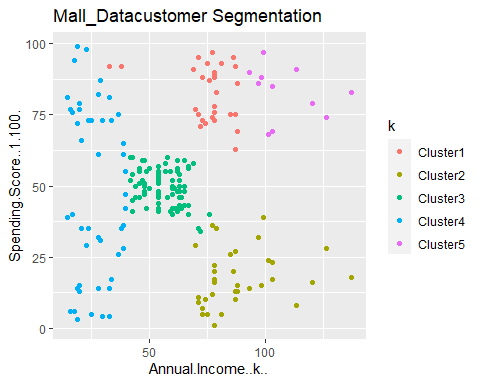 Mall_Datacustomer Segmentation
100
75
50
25
0
Spending.Score..1.100.
50
100
Annual.Income..k..
k
Cluster1
Cluster2
Cluster3
Cluster4
Cluster5